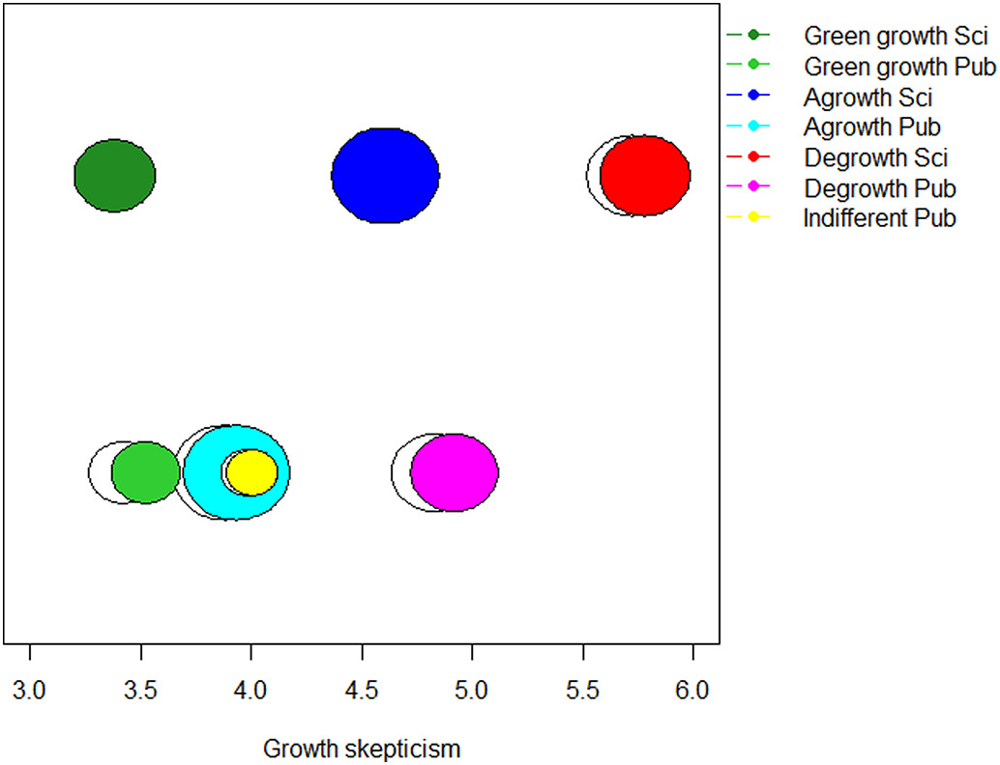 Green growth Sci
Green growth Pub
Agrowth Sci
Agrowth Pub
Degrowth Sci
Degrowth Pub
Indifferent Pub
3.0 3.5 4.0 4.5 5.0 5.5 6.0
Growth skepticism